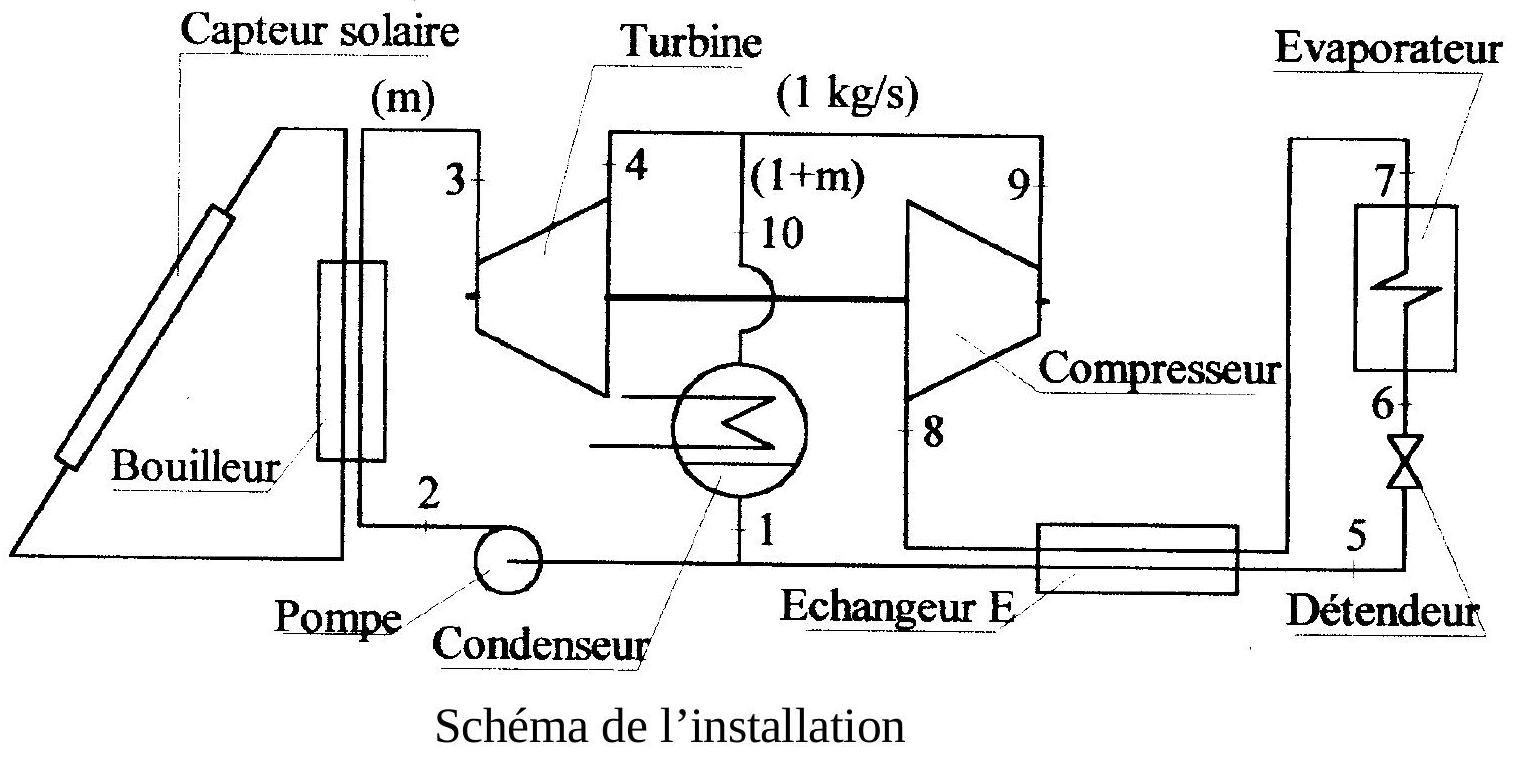 Capteur solaire
Turbine
Evaporateur
(m)
(1 kg/s)
3
4
(1+m)
9
7
10
Compresseur
6
8
Bouilleur
2
1
5
Pompe
Echangeur E
Détendeur
Condenseur
Schéma de l’installation